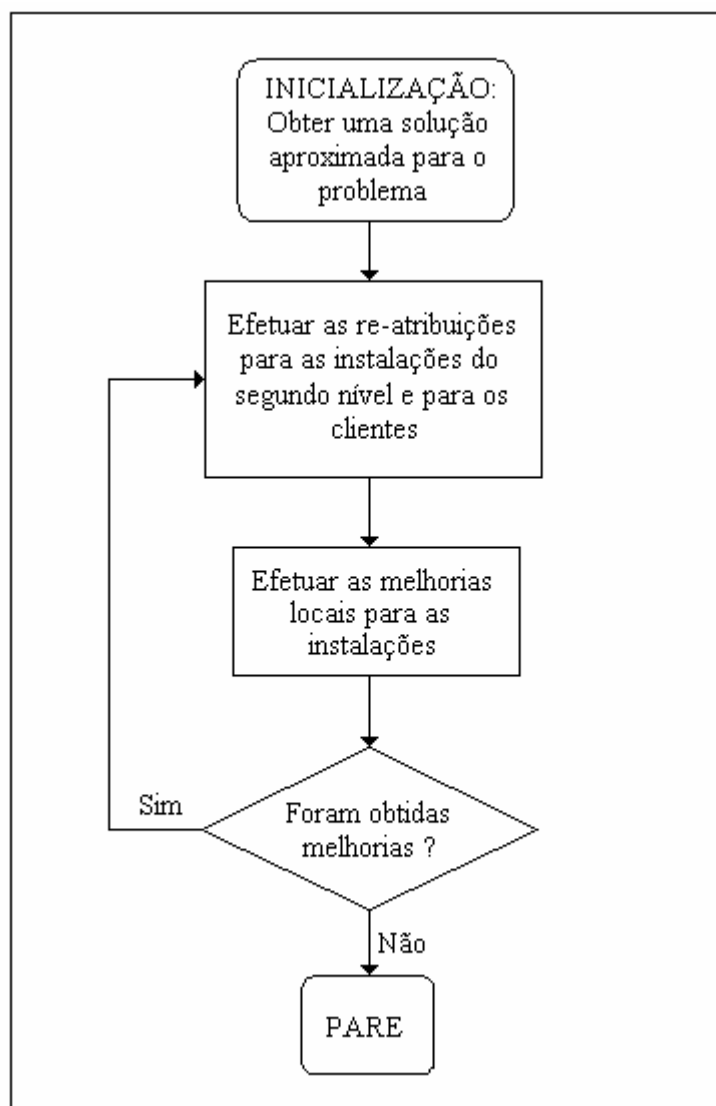 INICIALIZAÇÃO:
Obter uma solução
aproximada para o
problema
Efetuar as re-atribuições
para as instalações do
segundo nível e para os
clientes
Efetuar as melhorias
locais para as
instalações
Foram obtidas
melhorias ?
Sim
Não
PARE